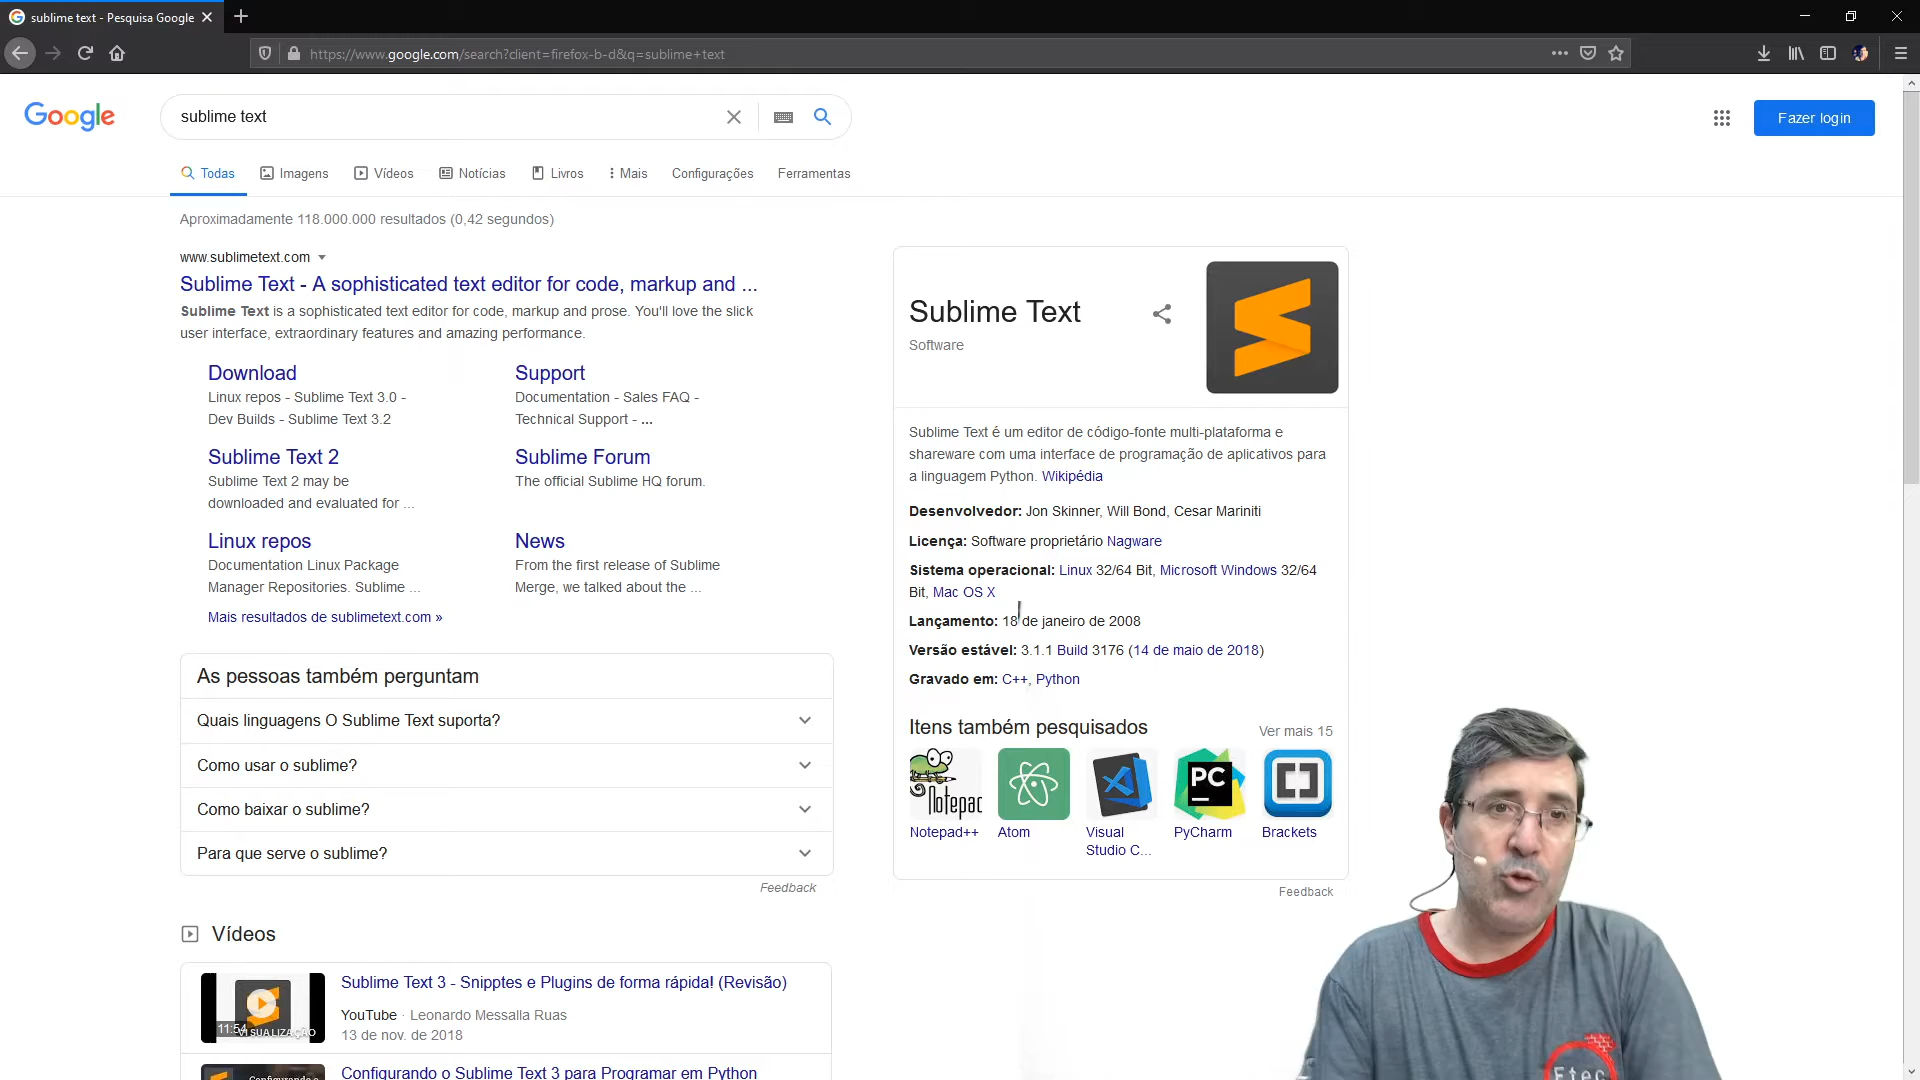 sublime text - Pesquisa Google
https://www.google.com/search?client=firefox-b-d&q=sublime+text
Google
sublime text
Fazer login
Todas Imagens Vídeos Notícias Livros Mais Configurações Ferramentas
Aproximadamente 118.000.000 resultados (0,42 segundos)
www.sublimetext.com
Sublime Text - A sophisticated text editor for code, markup and ...
Sublime Text is a sophisticated text editor for code, markup and prose. You'll love the slick
user interface, extraordinary features and amazing performance.
Download
Linux repos - Sublime Text 3.0 -
Dev Builds - Sublime Text 3.2
Support
Documentation - Sales FAQ -
Technical Support - ...
Sublime Text 2
Sublime Text 2 may be
downloaded and evaluated for ...
Sublime Forum
The official Sublime HQ forum.
Linux repos
Documentation Linux Package
Manager Repositories. Sublime ...
News
From the first release of Sublime
Merge, we talked about the ...
Mais resultados de sublimetext.com »
As pessoas também perguntam
Quais linguagens O Sublime Text suporta?
Como usar o sublime?
Como baixar o sublime?
Para que serve o sublime?
Feedback
Vídeos
Sublime Text 3 - Snipptes e Plugins de forma rápida! (Revisão)
YouTube · Leonardo Messalla Ruas
13 de nov. de 2018
11:54
VISUALIZAÇÃO
Configurando o Sublime Text 3 para Programar em Python
Sublime Text
Software
Sublime Text é um editor de código-fonte multi-plataforma e
shareware com uma interface de programação de aplicativos para
a linguagem Python. Wikipédia
Desenvolvedor: Jon Skinner, Will Bond, Cesar Mariniti
Licença: Software proprietário Nagware
Sistema operacional: Linux 32/64 Bit, Microsoft Windows 32/64
Bit, Mac OS X
Lançamento: 18 de janeiro de 2008
Versão estável: 3.1.1 Build 3176 (14 de maio de 2018)
Gravado em: C++, Python
Itens também pesquisados
Ver mais 15
Notepad++
Atom
Visual
Studio C...
PC
PyCharm
Brackets
Feedback
Etec